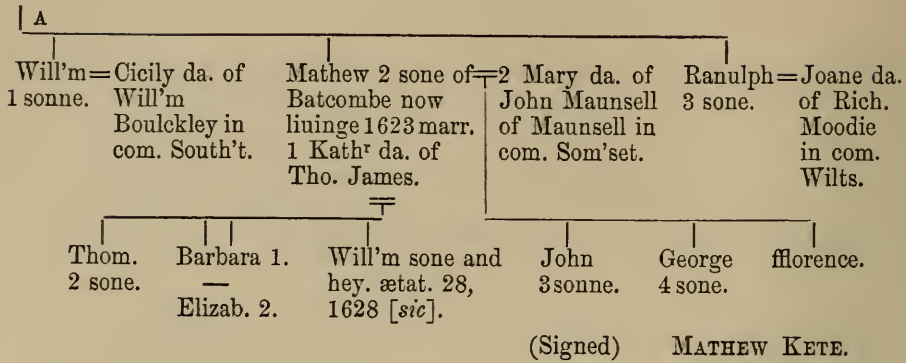 A
Will'm = Cicily da. of
1 sonne. Will'm
Boulckley in
com. South't.
Mathew 2 sone of
Batcombe now
liuinge 1623 marr.
1 Kathʳ da. of
Tho. James.
= 2 Mary da. of
John Maunsell
of Maunsell in
com. Som'set.
Ranulph = Joane da.
3 sone. of Rich.
Moodie
in com.
Wilts.
Thom.
2 sone.
Barbara 1.
—
Elizab. 2.
Will'm sone and
hey. ætat. 28,
1628 [sic].
John
3 sonne.
George
4 sone.
fflorence.
(Signed) MATHEW KETE.